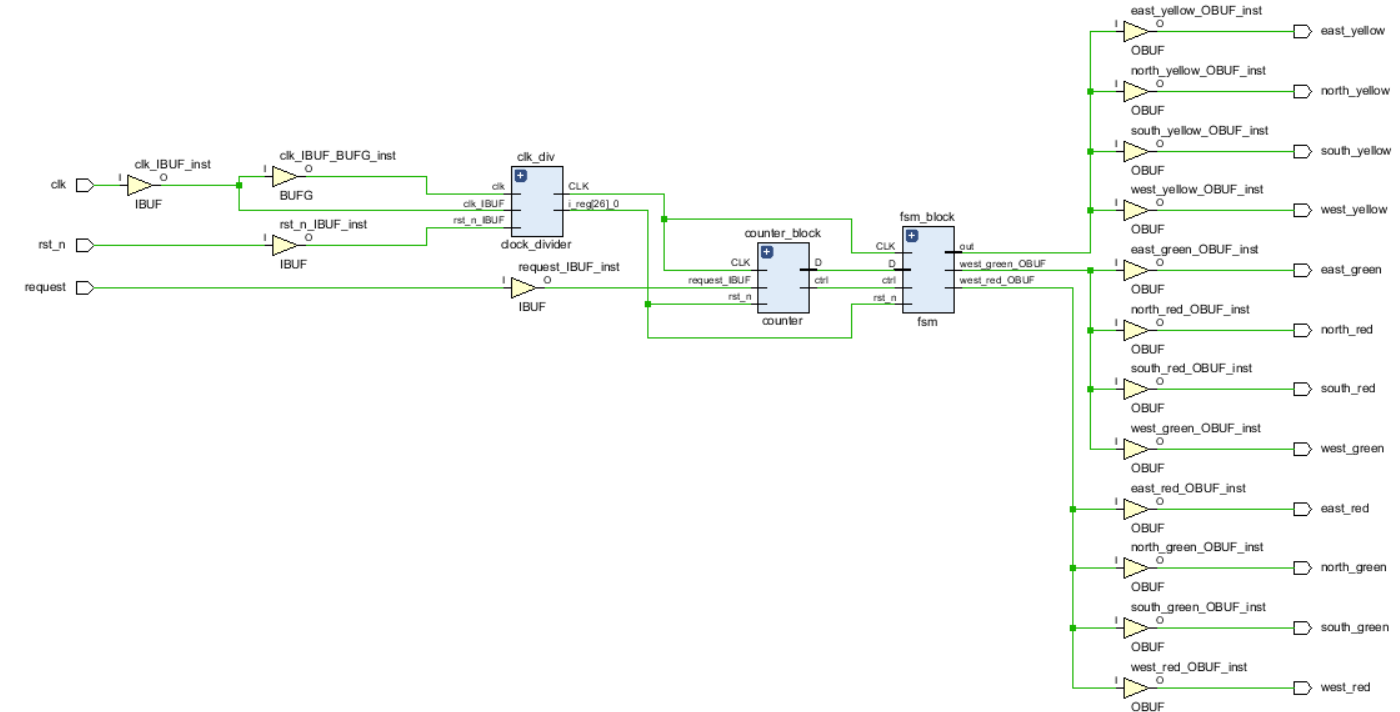 clk
clk_IBUF_inst
I
O
IBUF
clk_IBUF_BUFG_inst
I
O
BUFG
rst_n
rst_n_IBUF_inst
I
O
IBUF
request
request_IBUF_inst
I
O
IBUF
clk_div
clk
clk_IBUF
rst_n_IBUF
CLK
i_reg[26]_0
clock_divider
counter_block
CLK
request_IBUF
rst_n
D
ctrl
counter
fsm_block
CLK
D
ctrl
rst_n
out
west_green_OBUF
west_red_OBUF
fsm
east_yellow_OBUF_inst
I
O
OBUF
east_yellow
north_yellow_OBUF_inst
I
O
OBUF
north_yellow
south_yellow_OBUF_inst
I
O
OBUF
south_yellow
west_yellow_OBUF_inst
I
O
OBUF
west_yellow
east_green_OBUF_inst
I
O
OBUF
east_green
north_red_OBUF_inst
I
O
OBUF
north_red
south_red_OBUF_inst
I
O
OBUF
south_red
west_green_OBUF_inst
I
O
OBUF
west_green
east_red_OBUF_inst
I
O
OBUF
east_red
north_green_OBUF_inst
I
O
OBUF
north_green
south_green_OBUF_inst
I
O
OBUF
south_green
west_red_OBUF_inst
I
O
OBUF
west_red